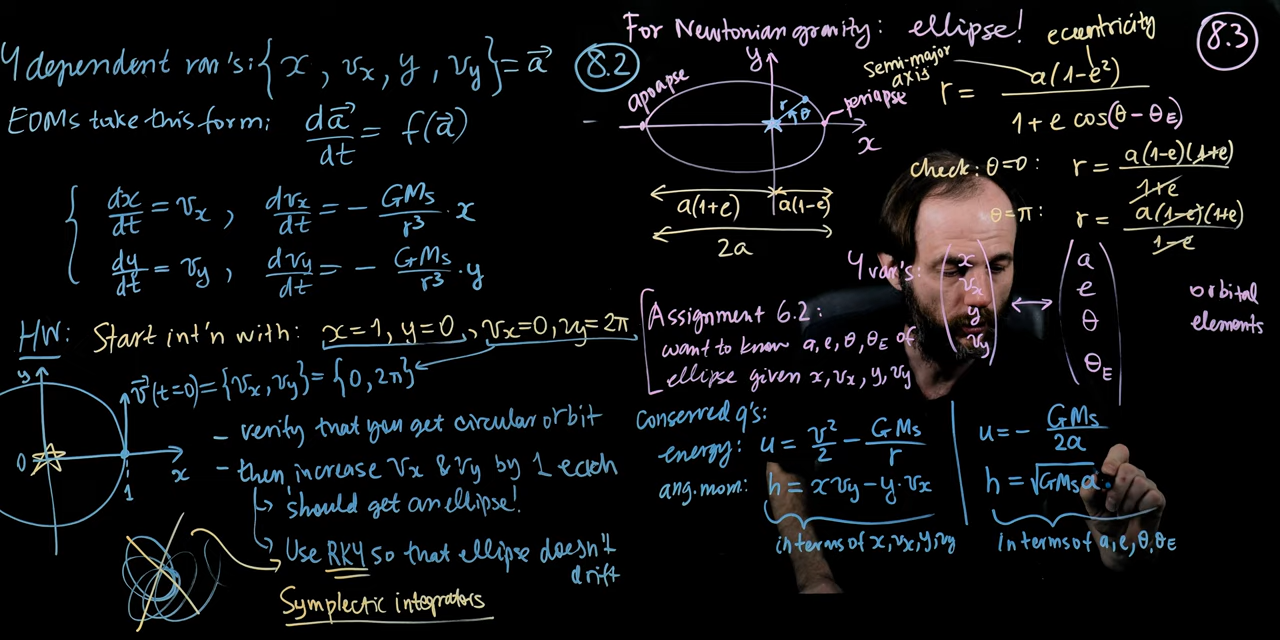 4 dependent var's: { x , vx , y , vy } = a⃗
8.2
EOMs take this form: da⃗/dt = f(a⃗)
dx/dt = vx , dvx/dt = - GMs/r³ · x
dy/dt = vy , dvy/dt = - GMs/r³ · y
HW: Start int'n with: x=1, y=0, vx=0, vy=2π
y
v⃗(t=0) = {vx, vy} = {0, 2π}
- verify that you get circular orbit
0
x
1
- then increase vx & vy by 1 each
↳ should get an ellipse!
↳ Use RK4 so that ellipse doesn't
drift
Symplectic integrators
For Newtonian gravity: ellipse!
eccentricity
8.3
Semi-major
axis
r = a(1-e²) / 1+e cos(θ-θE)
y
apoapse
r
θ
periapse
x
check: θ=0: r = a(1-e)(1+e) / 1+e
θ=π: r = a(1-e)(1+e) / 1-e
a(1+e)
a(1-e)
2a
4 var's: ( x vx y vy ) ↔ ( a e θ θE )
orbital
elements
Assignment 6.2:
want to know a, e, θ, θE of
ellipse given x, vx, y, vy
Conserved q's:
energy: u = v²/2 - GMs/r
u = - GMs/2a
ang. mom: h = x vy - y · vx
h = √GMsa
in terms of x, vx, y, vy
in terms of a, e, θ, θE